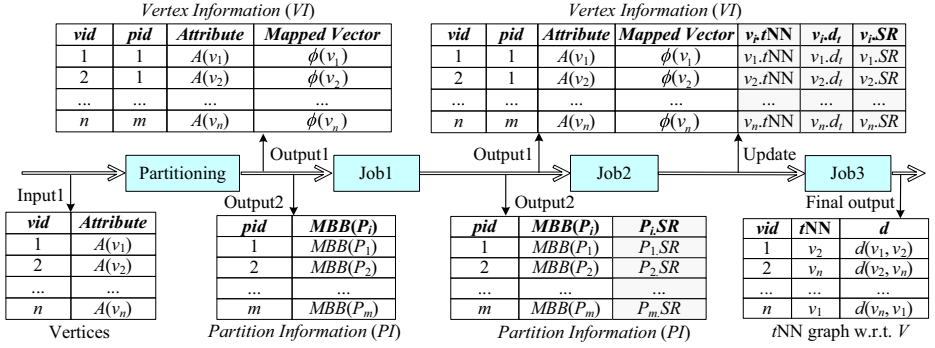 Vertex Information (VI)
vid pid Attribute Mapped Vector
1 1 A(v1) ϕ(v1)
2 1 A(v2) ϕ(v2)
... ... ... ...
n m A(vn) ϕ(vn)
Vertex Information (VI)
vid pid Attribute Mapped Vector vi.tNN vi.dt vi.SR
1 1 A(v1) ϕ(v1) v1.tNN v1.dt v1.SR
2 1 A(v2) ϕ(v2) v2.tNN v2.dt v2.SR
... ... ... ... ... ... ...
n m A(vn) ϕ(vn) vn.tNN vn.dt vn.SR
Output1
Output1
Update
Partitioning
Job1
Job2
Job3
Input1
Output2
Output2
Final output
vid Attribute
1 A(v1)
2 A(v2)
... ...
n A(vn)
Vertices
pid MBB(Pi)
1 MBB(P1)
2 MBB(P2)
... ...
m MBB(Pm)
Partition Information (PI)
pid MBB(Pi) Pi.SR
1 MBB(P1) P1.SR
2 MBB(P2) P2.SR
... ... ...
m MBB(Pm) Pm.SR
Partition Information (PI)
vid tNN d
1 v2 d(v1, v2)
2 vn d(v2, vn)
... ... ...
n v1 d(vn, v1)
tNN graph w.r.t. V